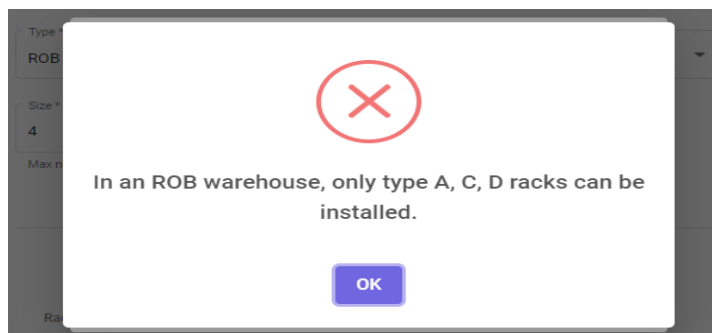 Type *
ROB
Size *
4
Max n
In an ROB warehouse, only type A, C, D racks can be
installed.
OK
Ra